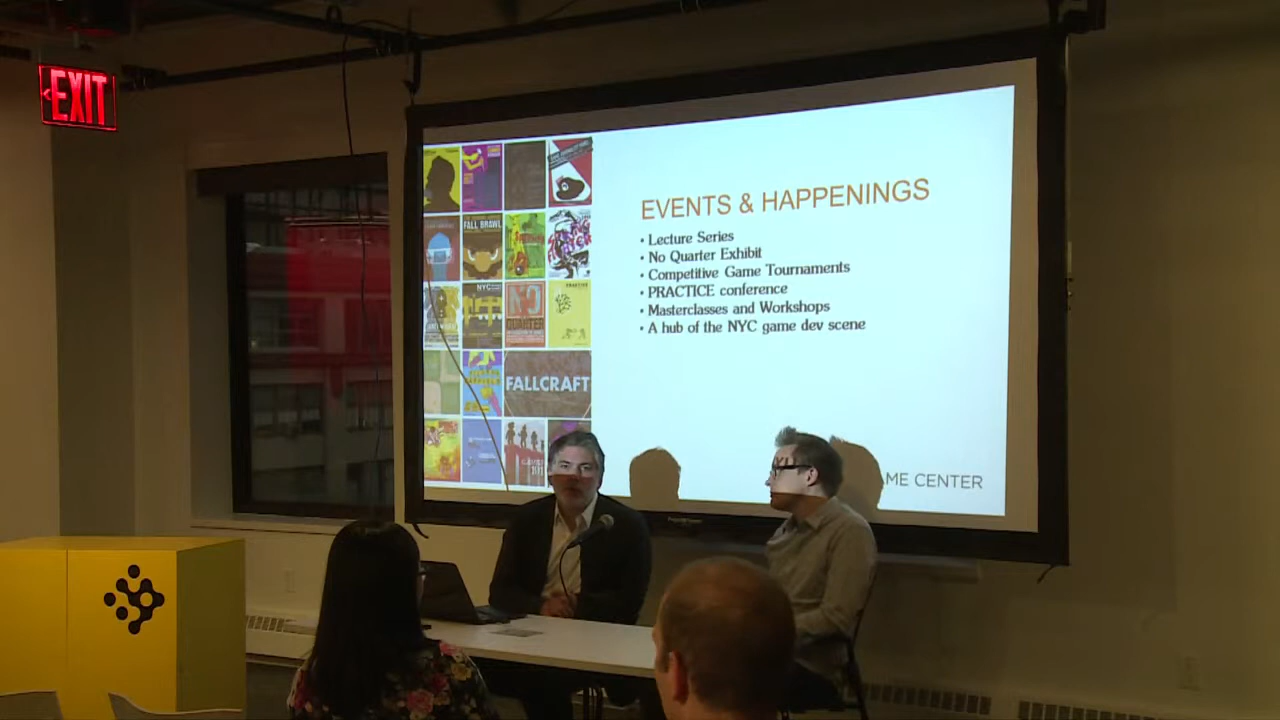 EXIT
EVENTS & HAPPENINGS
• Lecture Series
• No Quarter Exhibit
• Competitive Game Tournaments
• PRACTICE conference
• Masterclasses and Workshops
• A hub of the NYC game dev scene
FALL BRAWL
NYC
PRACTICE
NO
QUARTER
FALLCRAFT
ME CENTER